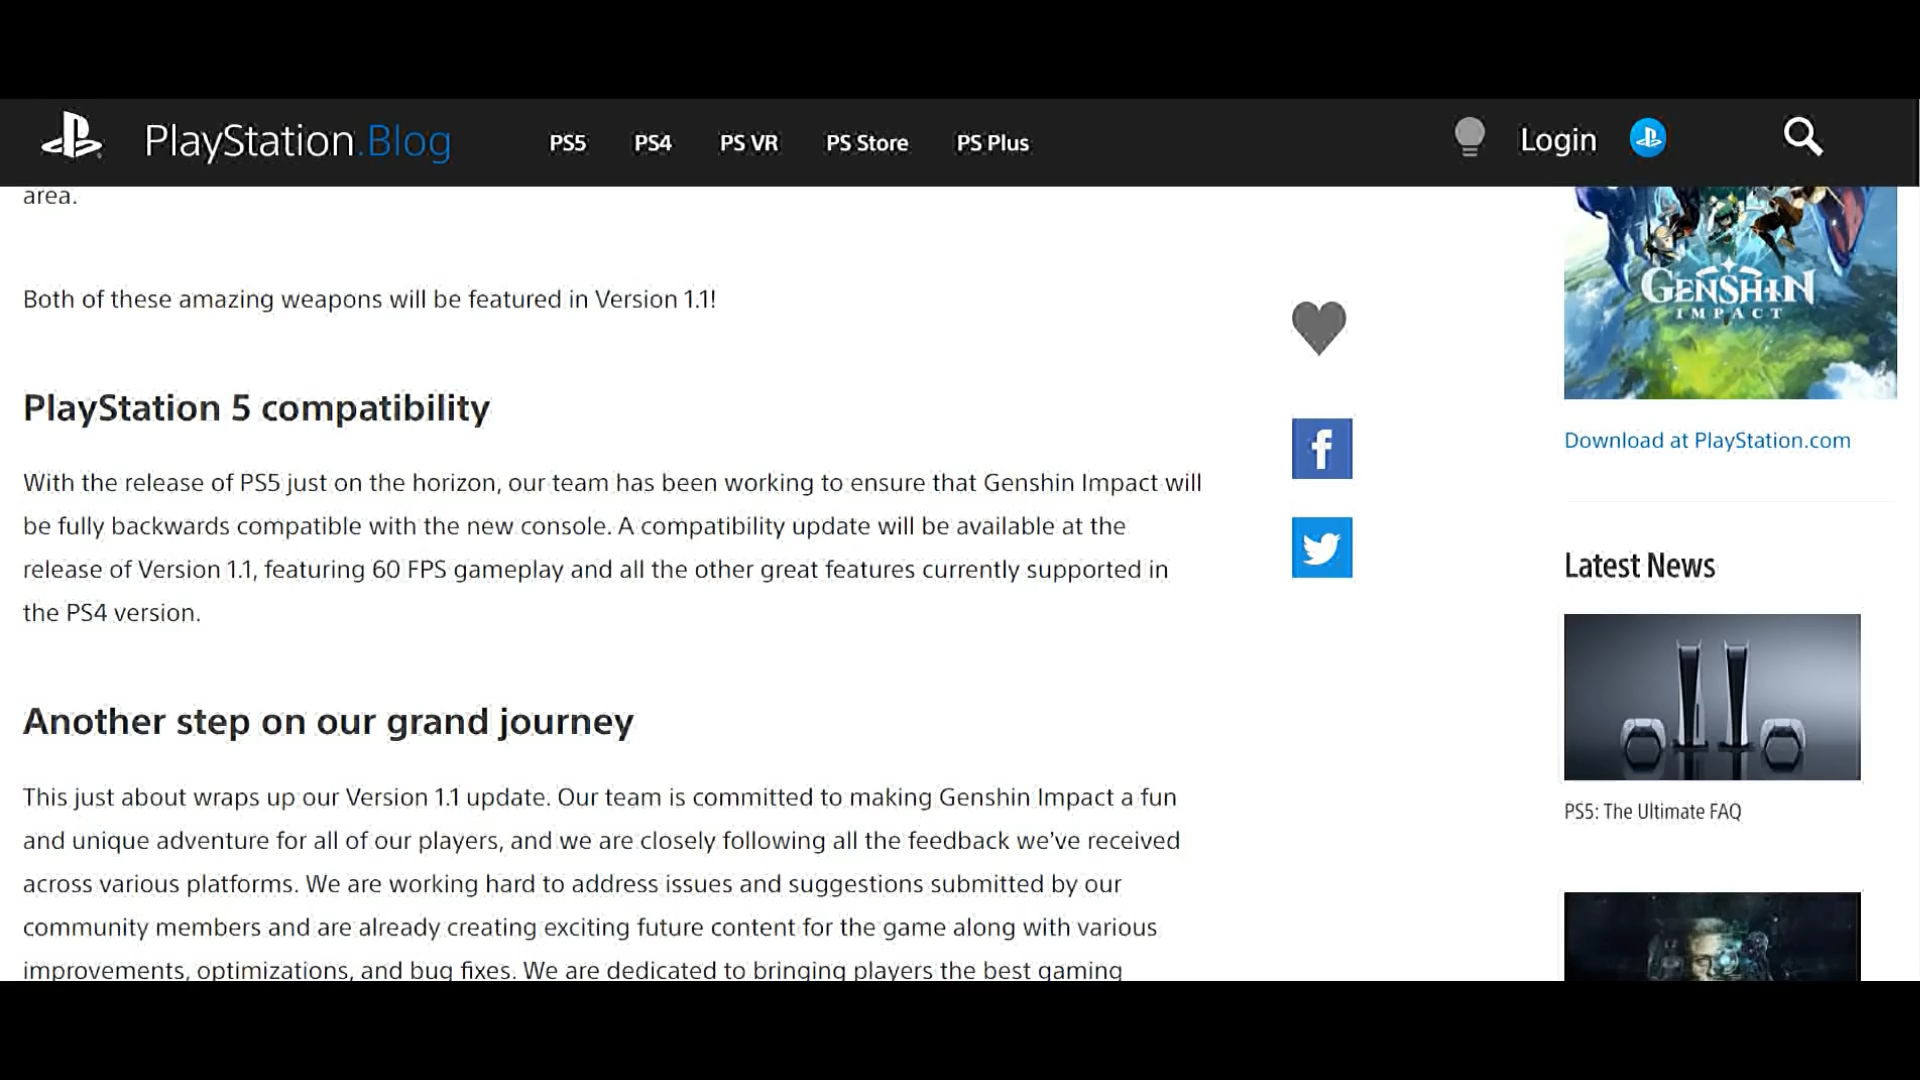 PlayStation.Blog
PS5
PS4
PS VR
PS Store
PS Plus
Login
area.
Both of these amazing weapons will be featured in Version 1.1!
PlayStation 5 compatibility
With the release of PS5 just on the horizon, our team has been working to ensure that Genshin Impact will
be fully backwards compatible with the new console. A compatibility update will be available at the
release of Version 1.1, featuring 60 FPS gameplay and all the other great features currently supported in
the PS4 version.
Another step on our grand journey
This just about wraps up our Version 1.1 update. Our team is committed to making Genshin Impact a fun
and unique adventure for all of our players, and we are closely following all the feedback we've received
across various platforms. We are working hard to address issues and suggestions submitted by our
community members and are already creating exciting future content for the game along with various
improvements, optimizations, and bug fixes. We are dedicated to bringing players the best gaming
GENSHIN
IMPACT
Download at PlayStation.com
Latest News
PS5: The Ultimate FAQ